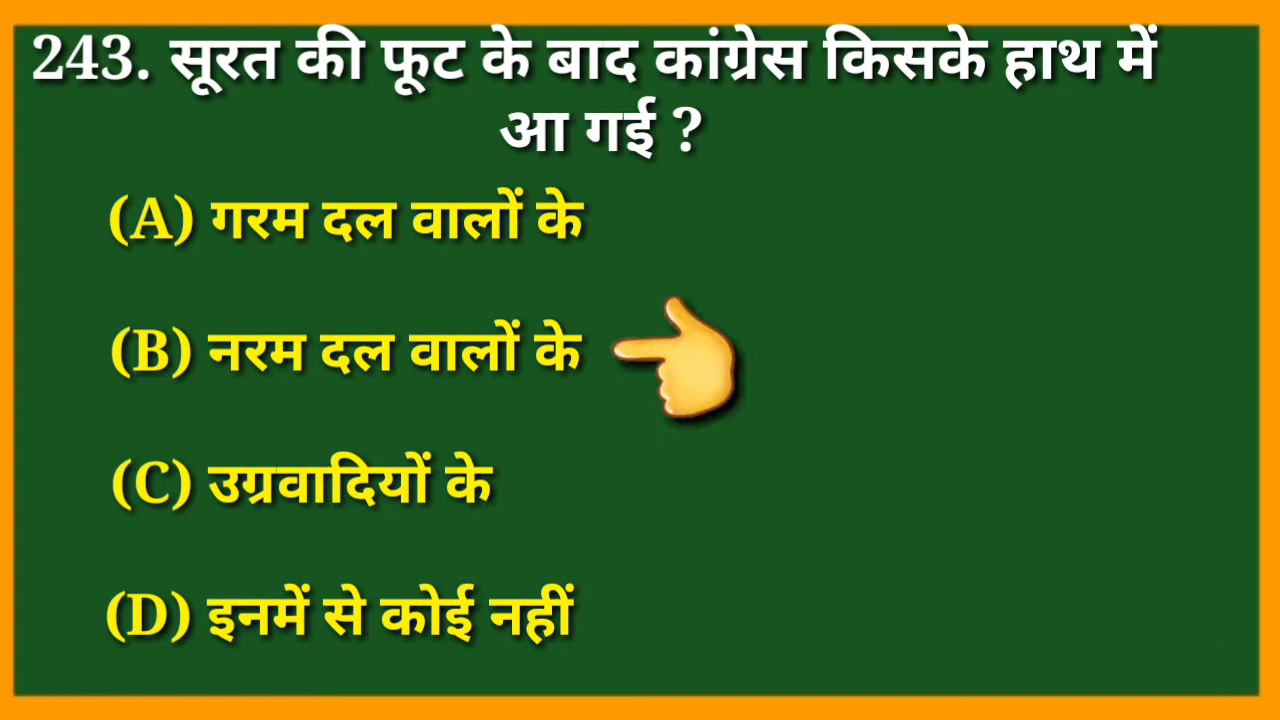 243. सूरत की फूट के बाद कांग्रेस किसके हाथ में
आ गई ?
(A) गरम दल वालों के
(B) नरम दल वालों के
(C) उग्रवादियों के
(D) इनमें से कोई नहीं